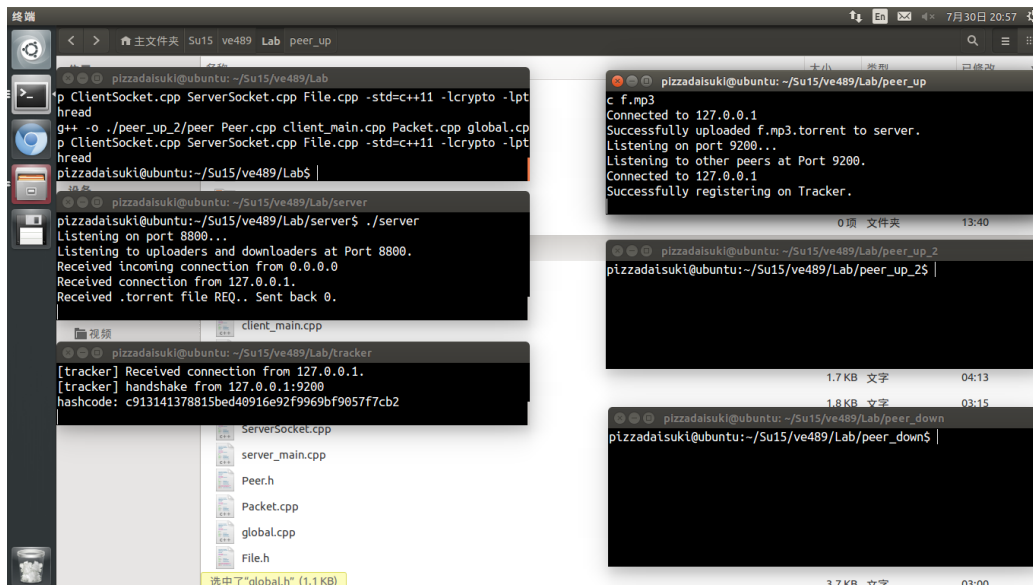 终端
En
7月30日 20:57
主文件夹 Su15 ve489 Lab peer_up
名称
大小 类型 已修改
pizzadaisuki@ubuntu: ~/Su15/ve489/Lab
p ClientSocket.cpp ServerSocket.cpp File.cpp -std=c++11 -lcrypto -lpt
hread
g++ -o ./peer_up_2/peer Peer.cpp client_main.cpp Packet.cpp global.cp
p ClientSocket.cpp ServerSocket.cpp File.cpp -std=c++11 -lcrypto -lpt
hread
pizzadaisuki@ubuntu:~/Su15/ve489/Lab$
设备
pizzadaisuki@ubuntu: ~/Su15/ve489/Lab/server
pizzadaisuki@ubuntu:~/Su15/ve489/Lab/server$ ./server
Listening on port 8800...
Listening to uploaders and downloaders at Port 8800.
Received incoming connection from 0.0.0.0
Received connection from 127.0.0.1.
Received .torrent file REQ.. Sent back 0.
视频
client_main.cpp
pizzadaisuki@ubuntu: ~/Su15/ve489/Lab/tracker
[tracker] Received connection from 127.0.0.1.
[tracker] handshake from 127.0.0.1:9200
hashcode: c913141378815bed40916e92f9969bf9057f7cb2
ServerSocket.cpp
server_main.cpp
Peer.h
Packet.cpp
global.cpp
File.h
选中了"global.h" (1.1 KB)
pizzadaisuki@ubuntu: ~/Su15/ve489/Lab/peer_up
c f.mp3
Connected to 127.0.0.1
Successfully uploaded f.mp3.torrent to server.
Listening on port 9200...
Listening to other peers at Port 9200.
Connected to 127.0.0.1
Successfully registering on Tracker.
0 项 文件夹 13:40
pizzadaisuki@ubuntu: ~/Su15/ve489/Lab/peer_up_2
pizzadaisuki@ubuntu:~/Su15/ve489/Lab/peer_up_2$
1.7 KB 文字 04:13
1.8 KB 文字 03:15
pizzadaisuki@ubuntu: ~/Su15/ve489/Lab/peer_down
pizzadaisuki@ubuntu:~/Su15/ve489/Lab/peer_down$
3.7 KB 文字 03:00